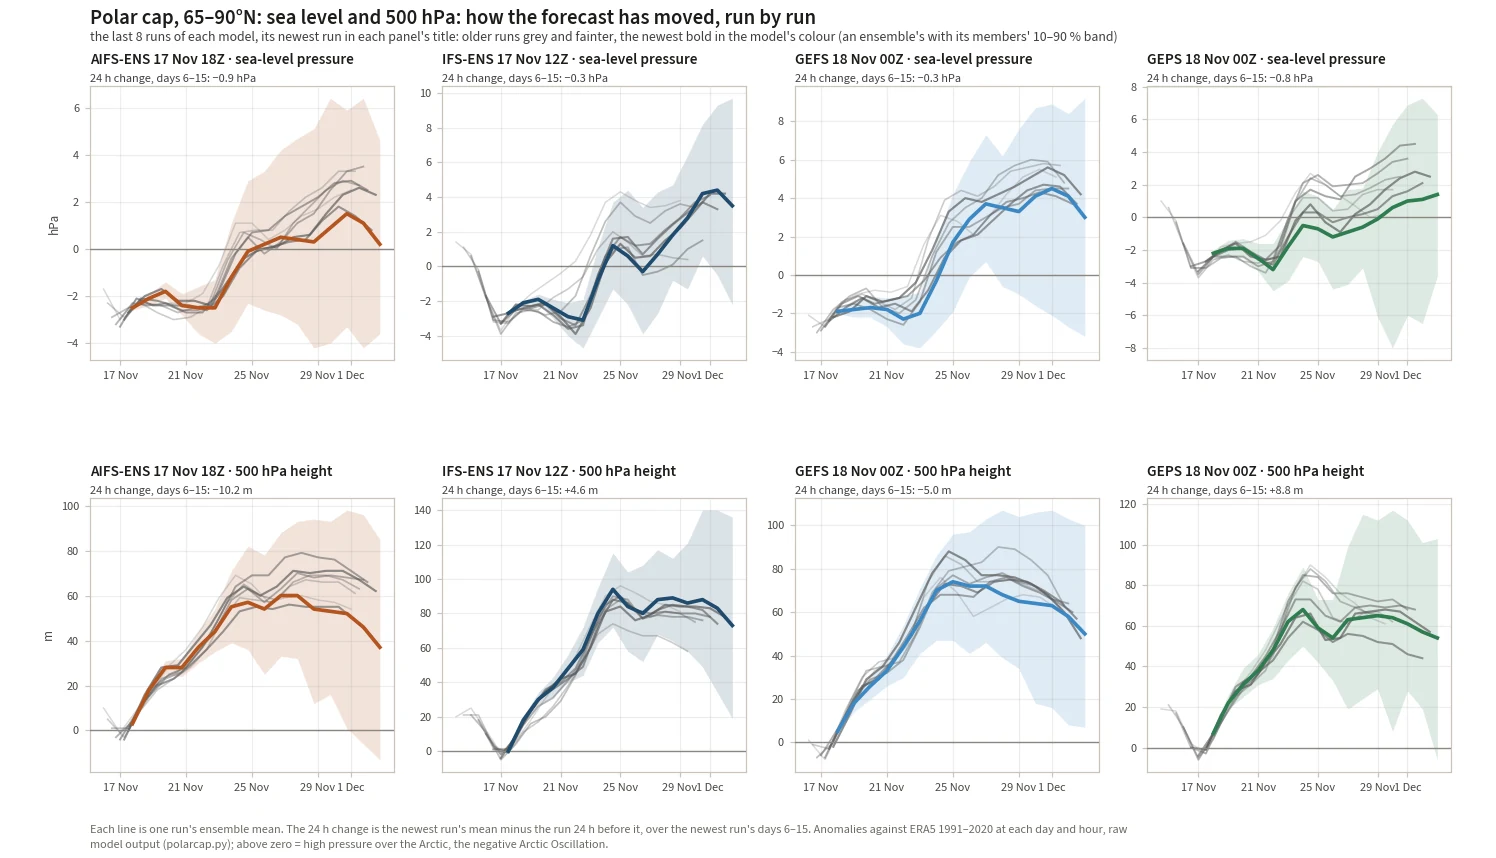 Polar cap, 65–90°N: sea level and 500 hPa: how the forecast has moved, run by run
the last 8 runs of each model, its newest run in each panel's title: older runs grey and fainter, the newest bold in the model's colour (an ensemble's with its members' 10–90 % band)
AIFS-ENS 17 Nov 18Z · sea-level pressure
24 h change, days 6–15: −0.9 hPa
hPa
6
4
2
0
−2
−4
17 Nov 21 Nov 25 Nov 29 Nov 1 Dec
IFS-ENS 17 Nov 12Z · sea-level pressure
24 h change, days 6–15: −0.3 hPa
10
8
6
4
2
0
−2
−4
17 Nov 21 Nov 25 Nov 29 Nov 1 Dec
GEFS 18 Nov 00Z · sea-level pressure
24 h change, days 6–15: −0.3 hPa
8
6
4
2
0
−2
−4
17 Nov 21 Nov 25 Nov 29 Nov 1 Dec
GEPS 18 Nov 00Z · sea-level pressure
24 h change, days 6–15: −0.8 hPa
8
6
4
2
0
−2
−4
−6
−8
17 Nov 21 Nov 25 Nov 29 Nov 1 Dec
AIFS-ENS 17 Nov 18Z · 500 hPa height
24 h change, days 6–15: −10.2 m
m
100
80
60
40
20
0
17 Nov 21 Nov 25 Nov 29 Nov 1 Dec
IFS-ENS 17 Nov 12Z · 500 hPa height
24 h change, days 6–15: +4.6 m
140
120
100
80
60
40
20
0
17 Nov 21 Nov 25 Nov 29 Nov 1 Dec
GEFS 18 Nov 00Z · 500 hPa height
24 h change, days 6–15: −5.0 m
100
80
60
40
20
0
17 Nov 21 Nov 25 Nov 29 Nov 1 Dec
GEPS 18 Nov 00Z · 500 hPa height
24 h change, days 6–15: +8.8 m
120
100
80
60
40
20
0
17 Nov 21 Nov 25 Nov 29 Nov 1 Dec
Each line is one run's ensemble mean. The 24 h change is the newest run's mean minus the run 24 h before it, over the newest run's days 6–15. Anomalies against ERA5 1991–2020 at each day and hour, raw
model output (polarcap.py); above zero = high pressure over the Arctic, the negative Arctic Oscillation.